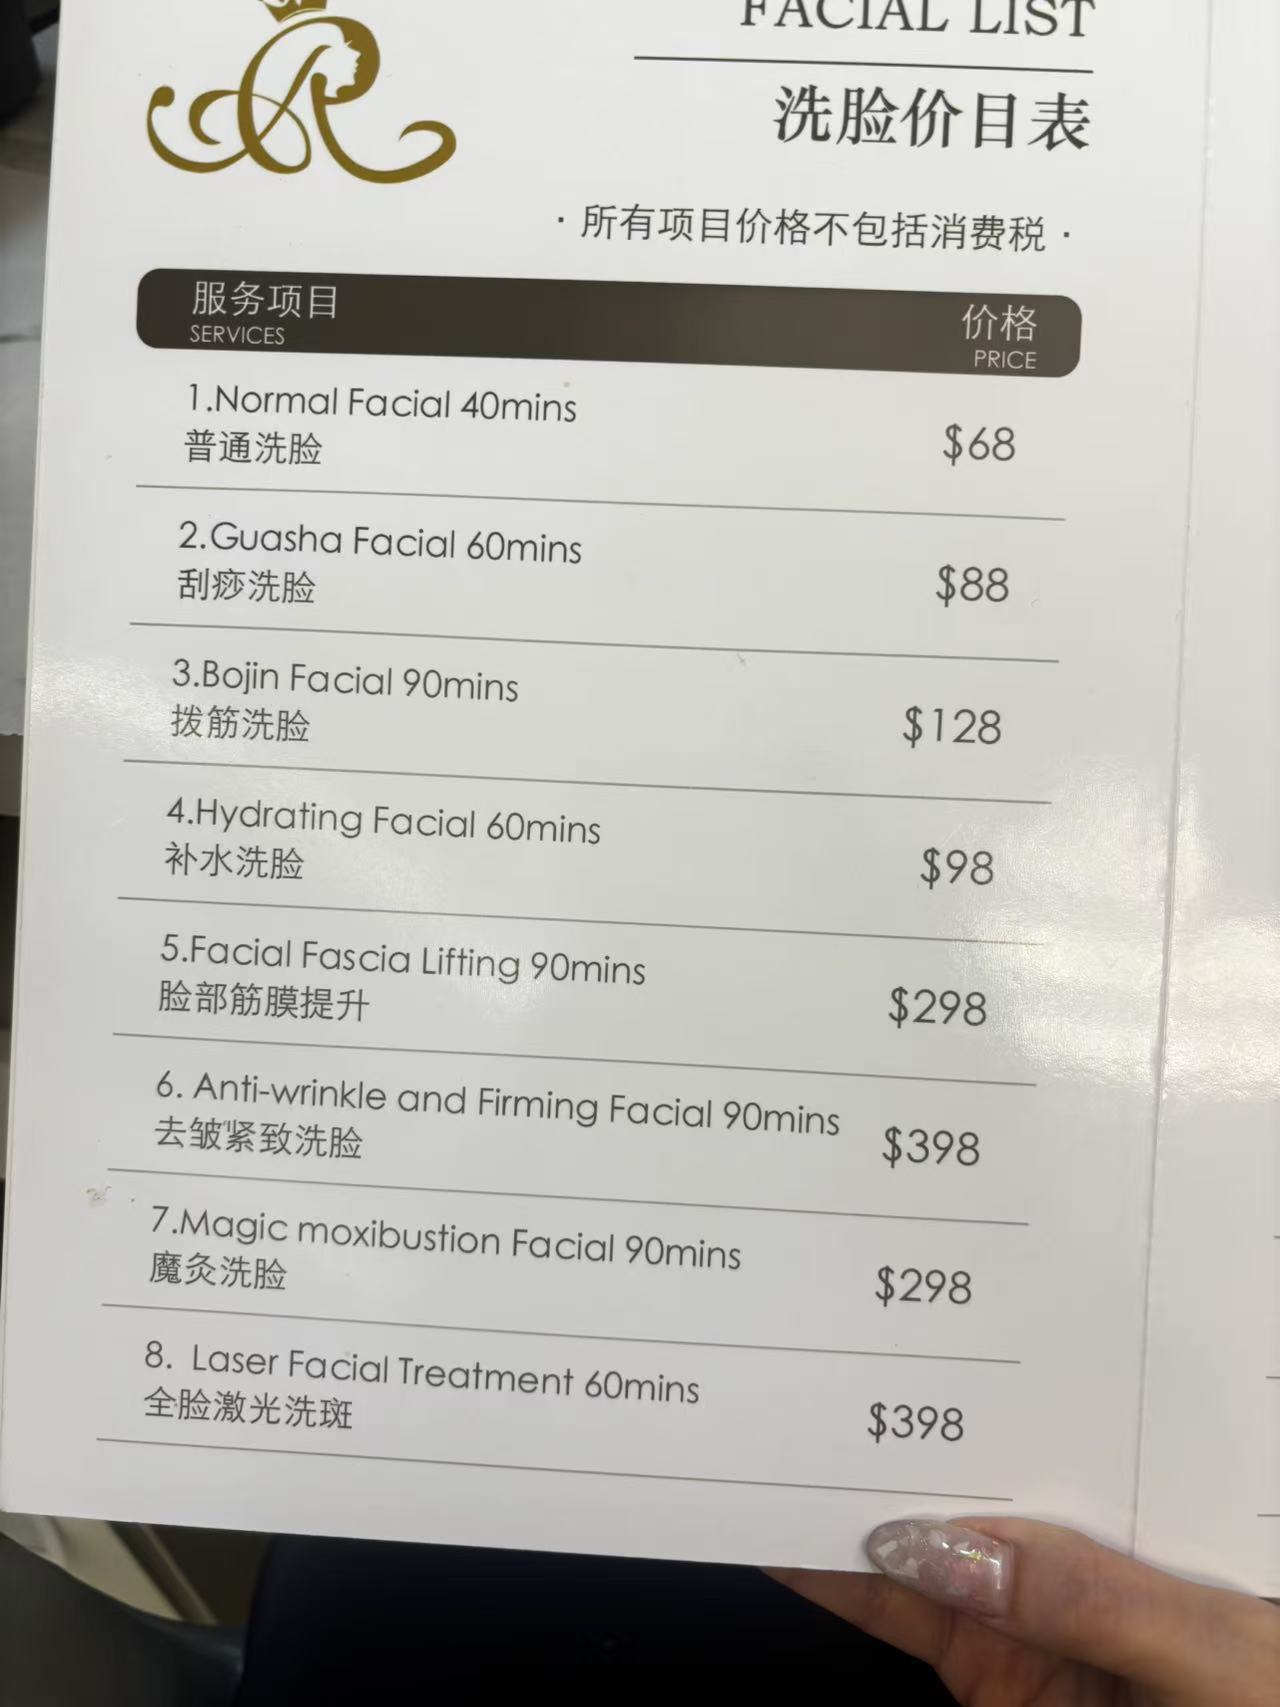 FACIAL LIST
洗脸价目表
· 所有项目价格不包括消费税 ·
服务项目 价格
SERVICES PRICE
1.Normal Facial 40mins
普通洗脸 $68
2.Guasha Facial 60mins
刮痧洗脸 $88
3.Bojin Facial 90mins
拨筋洗脸 $128
4.Hydrating Facial 60mins
补水洗脸 $98
5.Facial Fascia Lifting 90mins
脸部筋膜提升 $298
6. Anti-wrinkle and Firming Facial 90mins
去皱紧致洗脸 $398
7.Magic moxibustion Facial 90mins
魔灸洗脸 $298
8. Laser Facial Treatment 60mins
全脸激光洗斑 $398